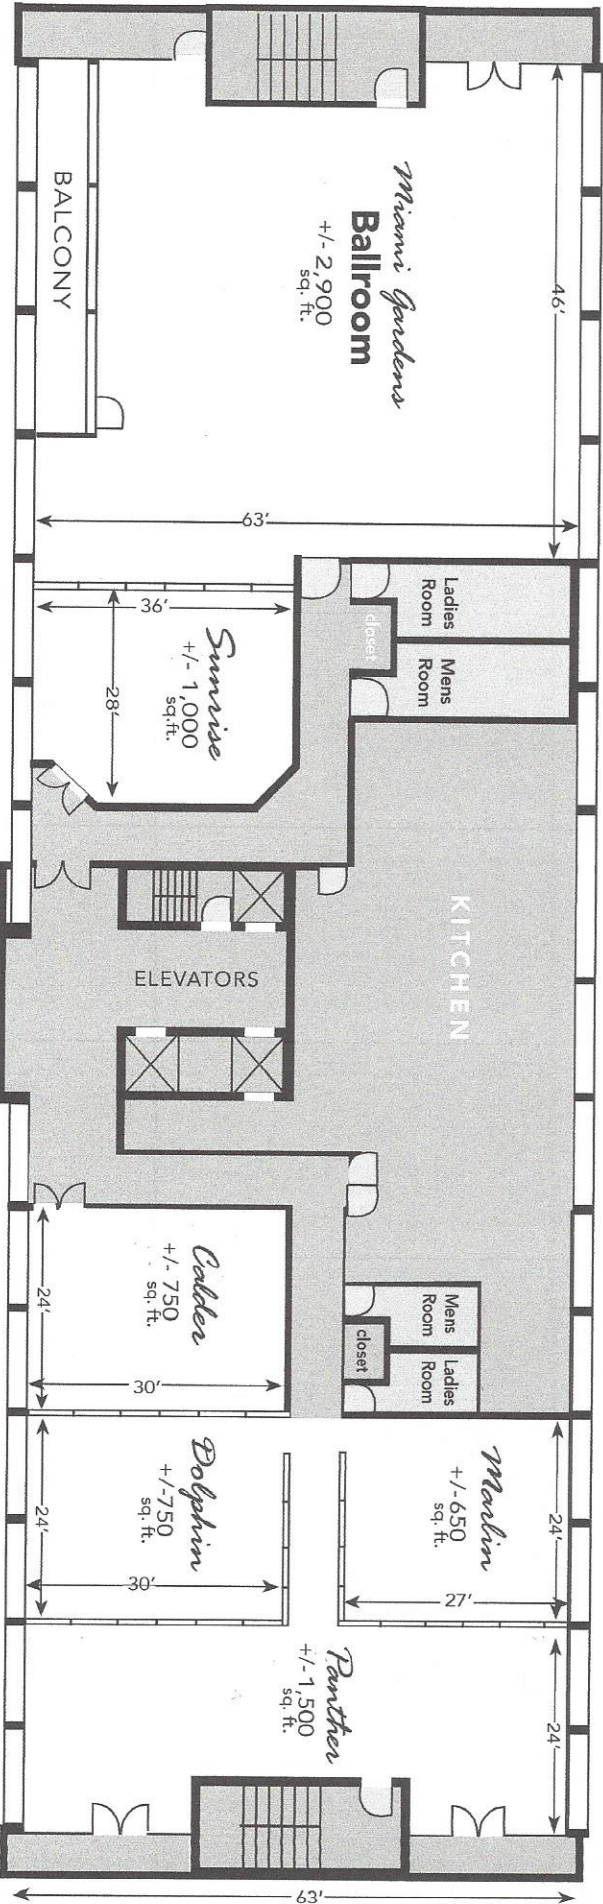 Miami Gardens
Ballroom
+/- 2,900
sq. ft.
46'
63'
BALCONY
Ladies
Room
closet
Mens
Room
36'
28'
Sunrise
+/- 1,000
sq.ft.
KITCHEN
ELEVATORS
Calder
+/- 750
sq. ft.
24'
30'
Mens
Room
closet
Ladies
Room
Dolphin
+/-750
sq. ft.
24'
30'
Marlin
+/-650
sq. ft.
24'
27'
Panther
+/-1,500
sq. ft.
24'
63'